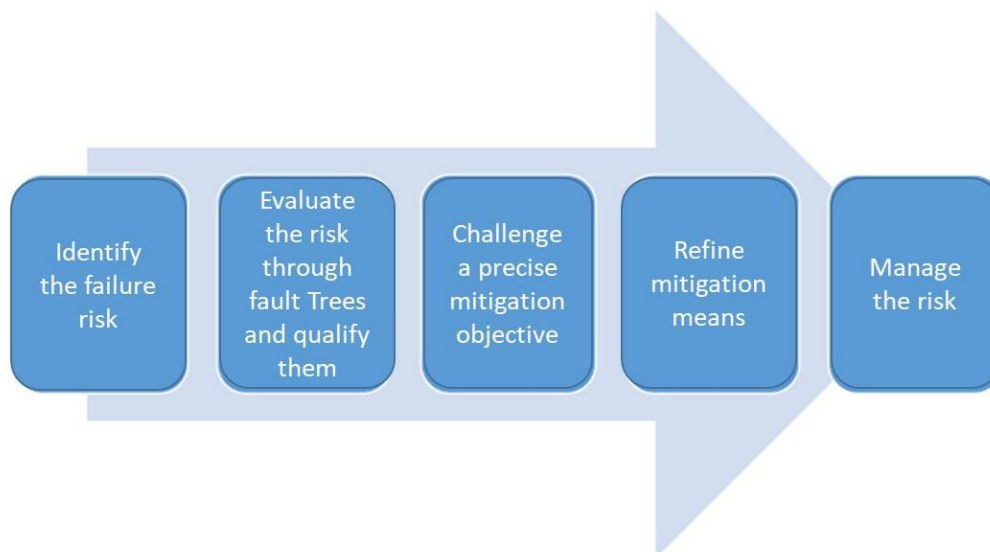 Identify
the failure
risk
Evaluate
the risk
through
fault Trees
and qualify
them
Challenge
a precise
mitigation
objective
Refine
mitigation
means
Manage
the risk